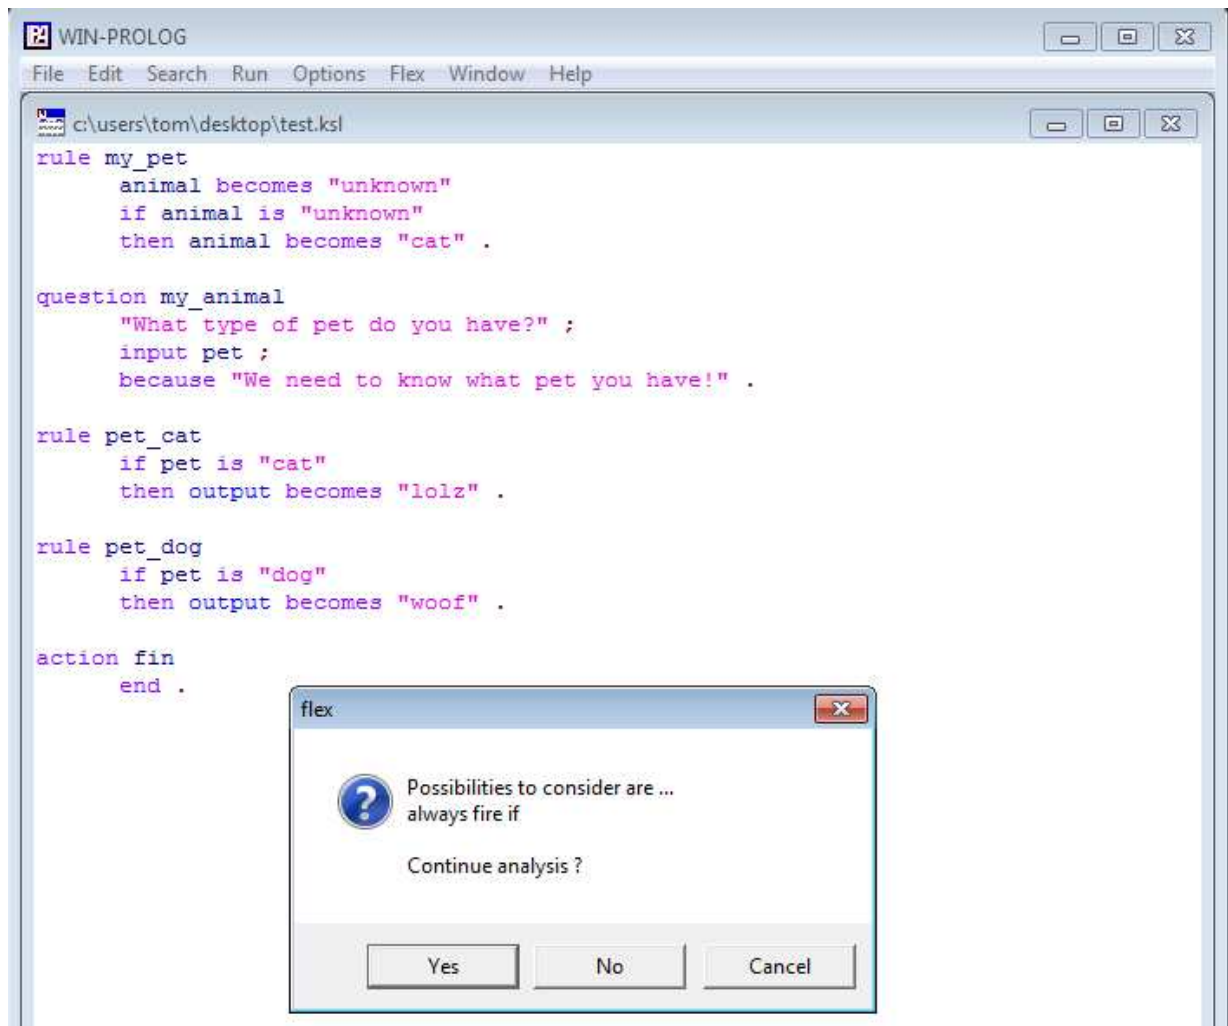 WIN-PROLOG
File Edit Search Run Options Flex Window Help
c:\users\tom\desktop\test.ksl
rule my_pet
animal becomes "unknown"
if animal is "unknown"
then animal becomes "cat" .
question my_animal
"What type of pet do you have?" ;
input pet ;
because "We need to know what pet you have!" .
rule pet_cat
if pet is "cat"
then output becomes "lolz" .
rule pet_dog
if pet is "dog"
then output becomes "woof" .
action fin
end .
flex
Possibilities to consider are ...
always fire if
Continue analysis ?
Yes No Cancel